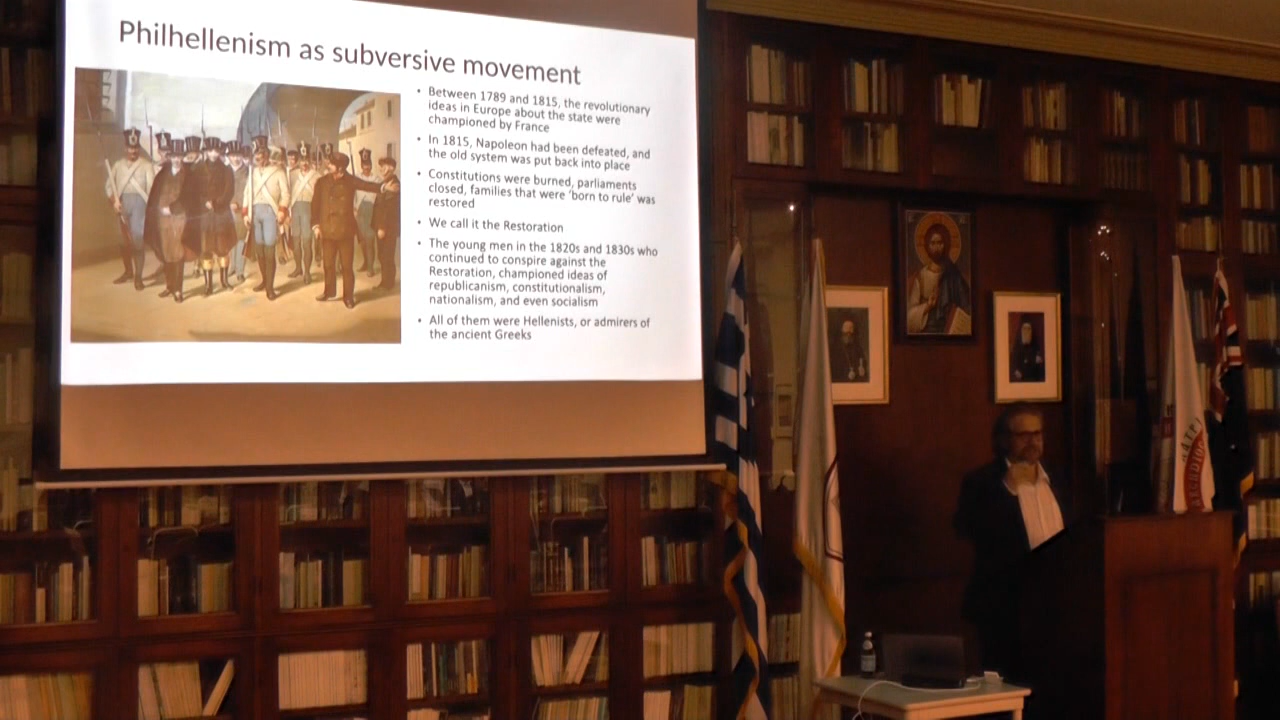 Philhellenism as subversive movement
• Between 1789 and 1815, the revolutionary
ideas in Europe about the state were
championed by France
• In 1815, Napoleon had been defeated, and
the old system was put back into place
• Constitutions were burned, parliaments
closed, families that were 'born to rule' was
restored
• We call it the Restoration
• The young men in the 1820s and 1830s who
continued to conspire against the
Restoration, championed ideas of
republicanism, constitutionalism,
nationalism, and even socialism
• All of them were Hellenists, or admirers of
the ancient Greeks